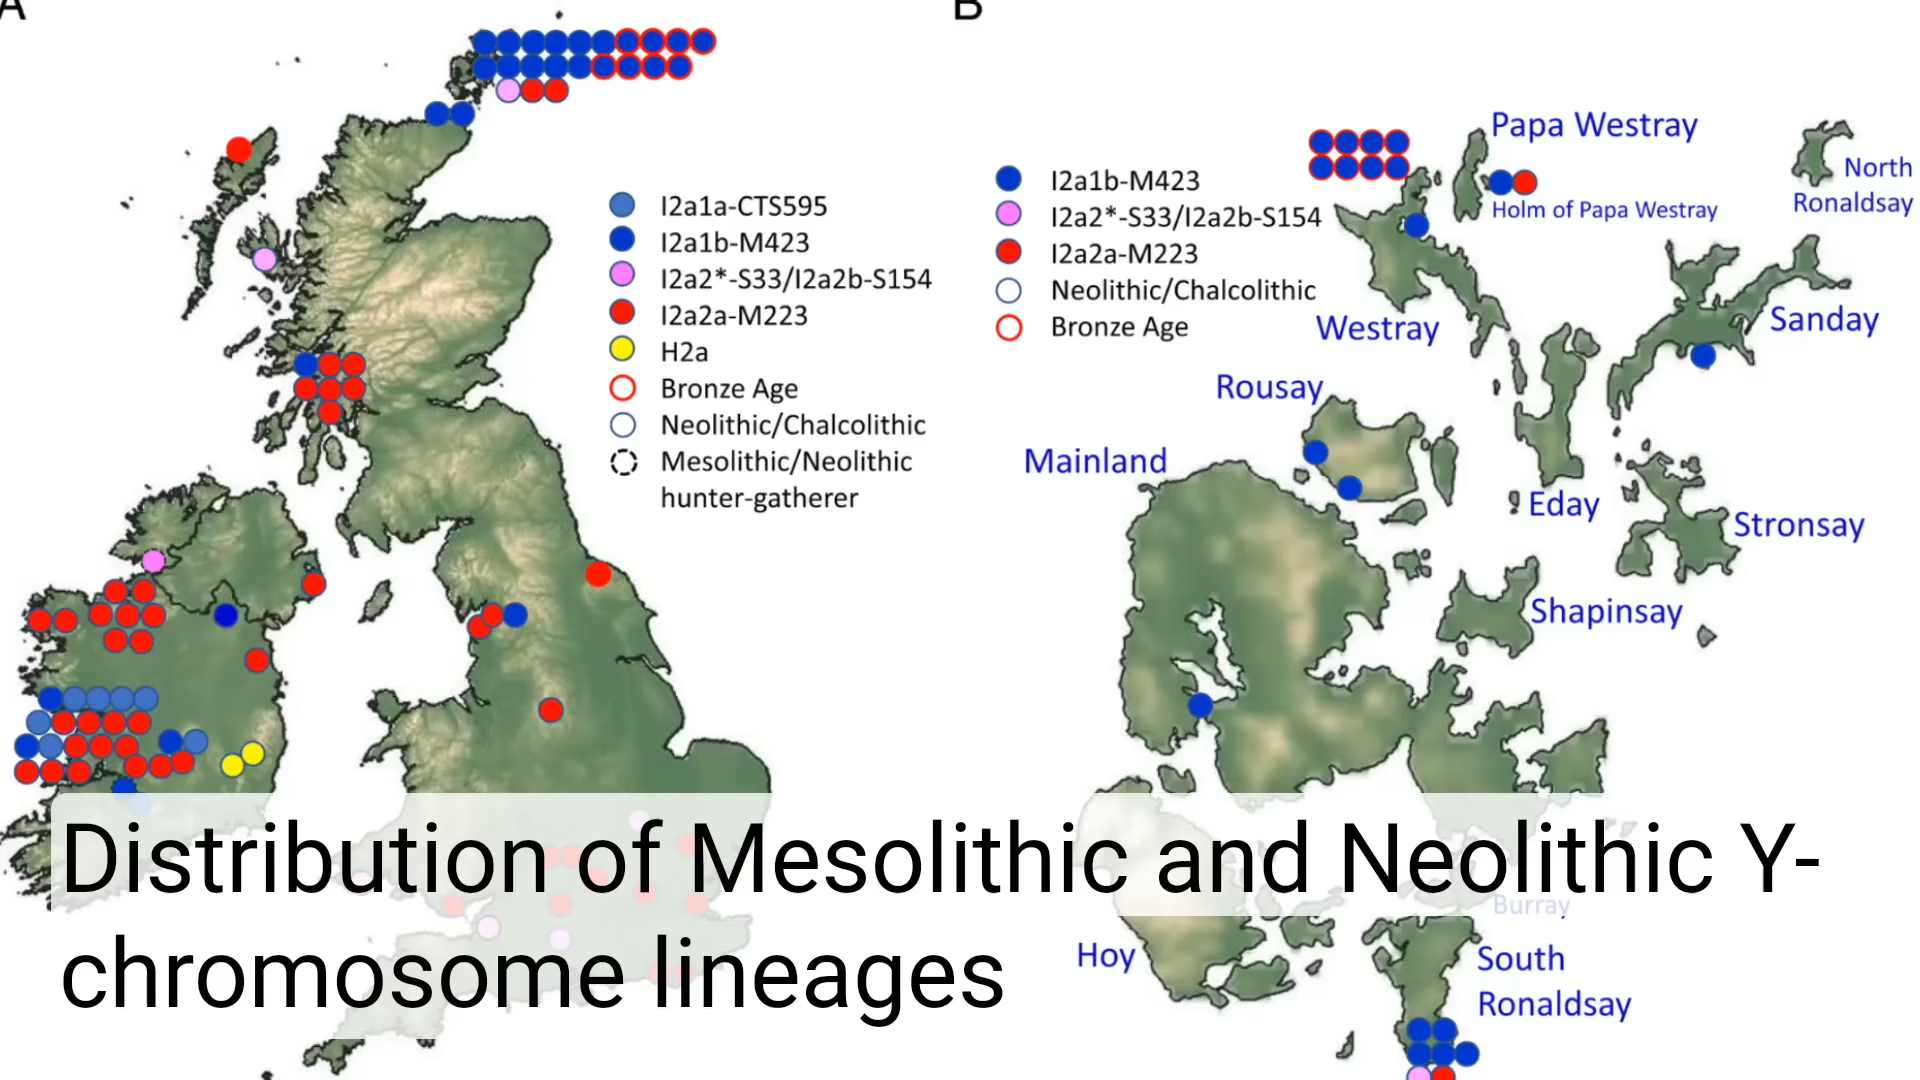 A
B
I2a1a-CTS595
I2a1b-M423
I2a2*-S33/I2a2b-S154
I2a2a-M223
H2a
Bronze Age
Neolithic/Chalcolithic
Mesolithic/Neolithic
hunter-gatherer
I2a1b-M423
I2a2*-S33/I2a2b-S154
I2a2a-M223
Neolithic/Chalcolithic
Bronze Age
Papa Westray
Holm of Papa Westray
North
Ronaldsay
Westray
Sanday
Rousay
Mainland
Eday
Stronsay
Shapinsay
Burray
Hoy
South
Ronaldsay
Distribution of Mesolithic and Neolithic Y-
chromosome lineages